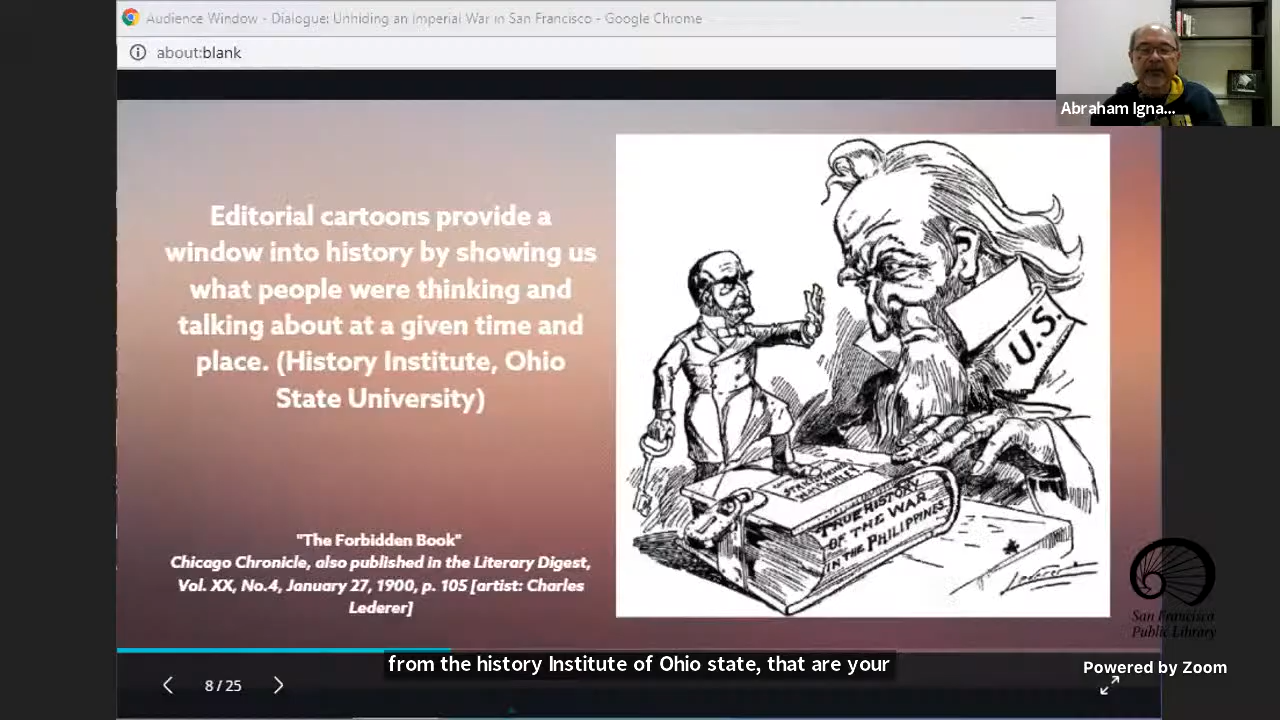 Audience Window - Dialogue: Unhiding an Imperial War in San Francisco - Google Chrome
about:blank
Abraham Igna...
Editorial cartoons provide a
window into history by showing us
what people were thinking and
talking about at a given time and
place. (History Institute, Ohio
State University)
"The Forbidden Book"
Chicago Chronicle, also published in the Literary Digest,
Vol. XX, No.4, January 27, 1900, p. 105 [artist: Charles
Lederer]
U.S.
TRUE HISTORY
OF THE WAR
IN THE PHILIPPINES
Lederer
San Francisco
Public Library
from the history Institute of Ohio state, that are your
Powered by Zoom
8 / 25